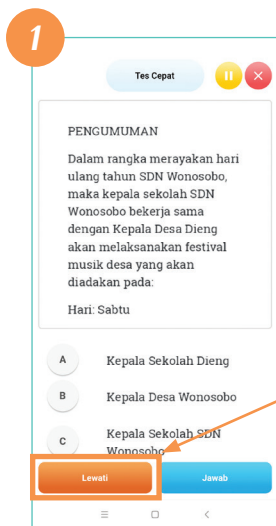 1
Tes Cepat
PENGUMUMAN
Dalam rangka merayakan hari
ulang tahun SDN Wonosobo,
maka kepala sekolah SDN
Wonosobo bekerja sama
dengan Kepala Desa Dieng
akan melaksanakan festival
musik desa yang akan
diadakan pada:
Hari: Sabtu
A Kepala Sekolah Dieng
B Kepala Desa Wonosobo
C Kepala Sekolah SDN
Wonosobo
Lewati Jawab